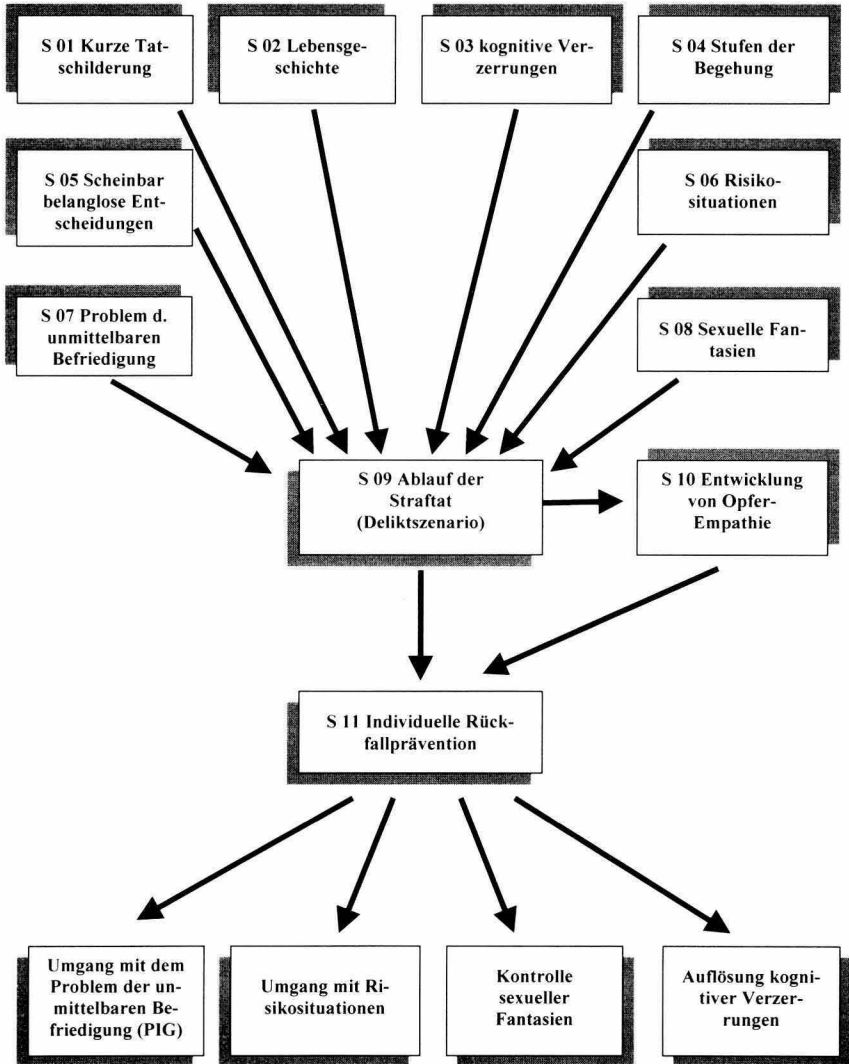 S 01 Kurze Tat-
schilderung
S 02 Lebensge-
schichte
S 03 kognitive Ver-
zerrungen
S 04 Stufen der
Begehung
S 05 Scheinbar
belanglose Ent-
scheidungen
S 06 Risiko-
situationen
S 07 Problem d.
unmittelbaren
Befriedigung
S 08 Sexuelle Fan-
tasien
S 09 Ablauf der
Straftat
(Deliktszenario)
S 10 Entwicklung
von Opfer-
Empathie
S 11 Individuelle Rück-
fallprävention
Umgang mit dem
Problem der un-
mittelbaren Be-
friedigung (PIG)
Umgang mit Ri-
sikosituationen
Kontrolle
sexueller
Fantasien
Auflösung kogni-
tiver Verzer-
rungen